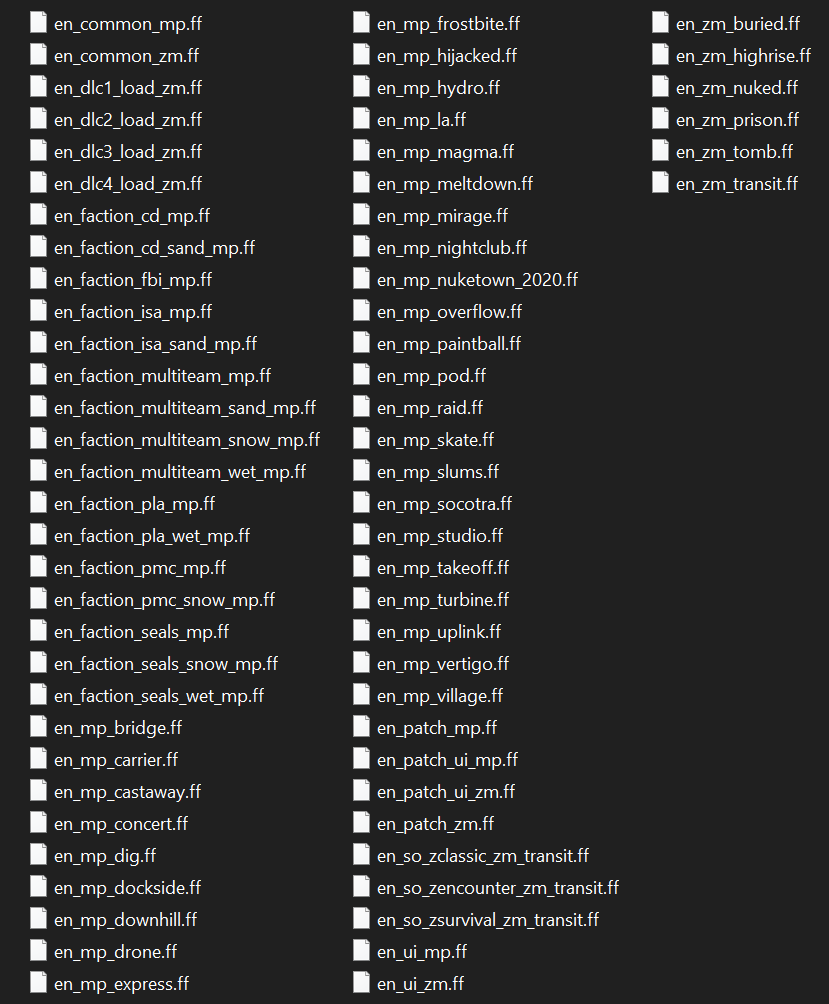 en_common_mp.ff
en_common_zm.ff
en_dlc1_load_zm.ff
en_dlc2_load_zm.ff
en_dlc3_load_zm.ff
en_dlc4_load_zm.ff
en_faction_cd_mp.ff
en_faction_cd_sand_mp.ff
en_faction_fbi_mp.ff
en_faction_isa_mp.ff
en_faction_isa_sand_mp.ff
en_faction_multiteam_mp.ff
en_faction_multiteam_sand_mp.ff
en_faction_multiteam_snow_mp.ff
en_faction_multiteam_wet_mp.ff
en_faction_pla_mp.ff
en_faction_pla_wet_mp.ff
en_faction_pmc_mp.ff
en_faction_pmc_snow_mp.ff
en_faction_seals_mp.ff
en_faction_seals_snow_mp.ff
en_faction_seals_wet_mp.ff
en_mp_bridge.ff
en_mp_carrier.ff
en_mp_castaway.ff
en_mp_concert.ff
en_mp_dig.ff
en_mp_dockside.ff
en_mp_downhill.ff
en_mp_drone.ff
en_mp_express.ff
en_mp_frostbite.ff
en_mp_hijacked.ff
en_mp_hydro.ff
en_mp_la.ff
en_mp_magma.ff
en_mp_meltdown.ff
en_mp_mirage.ff
en_mp_nightclub.ff
en_mp_nuketown_2020.ff
en_mp_overflow.ff
en_mp_paintball.ff
en_mp_pod.ff
en_mp_raid.ff
en_mp_skate.ff
en_mp_slums.ff
en_mp_socotra.ff
en_mp_studio.ff
en_mp_takeoff.ff
en_mp_turbine.ff
en_mp_uplink.ff
en_mp_vertigo.ff
en_mp_village.ff
en_patch_mp.ff
en_patch_ui_mp.ff
en_patch_ui_zm.ff
en_patch_zm.ff
en_so_zclassic_zm_transit.ff
en_so_zencounter_zm_transit.ff
en_so_zsurvival_zm_transit.ff
en_ui_mp.ff
en_ui_zm.ff
en_zm_buried.ff
en_zm_highrise.ff
en_zm_nuked.ff
en_zm_prison.ff
en_zm_tomb.ff
en_zm_transit.ff